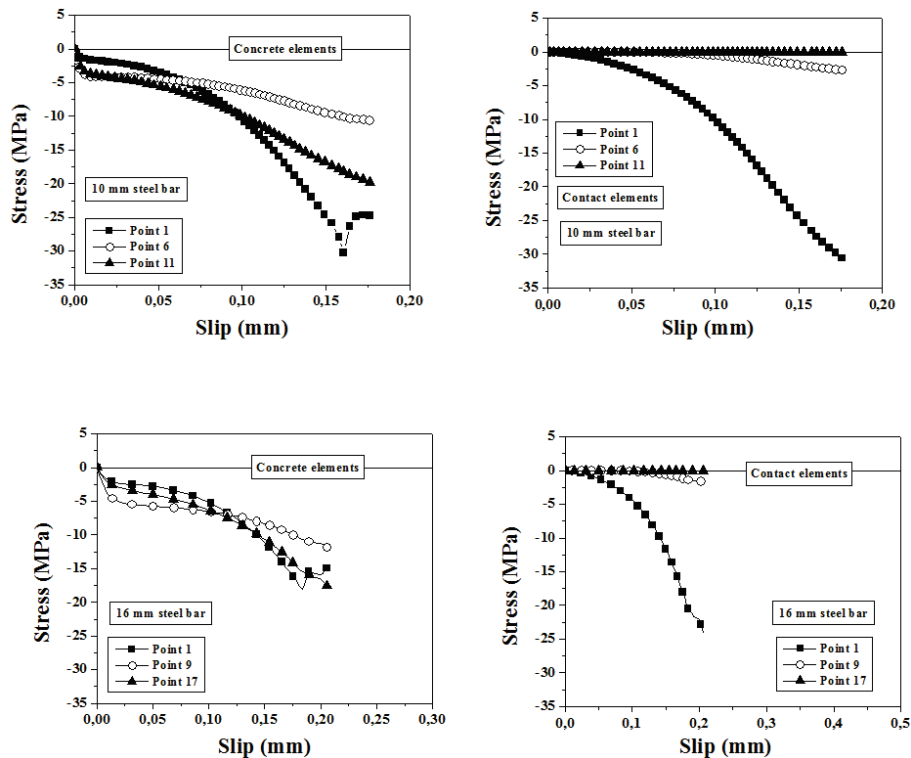 5
0
-5
-10
-15
-20
-25
-30
-35
Stress (MPa)
Concrete elements
10 mm steel bar
Point 1
Point 6
Point 11
0,00 0,05 0,10 0,15 0,20
Slip (mm)
5
0
-5
-10
-15
-20
-25
-30
-35
Stress (MPa)
Point 1
Point 6
Point 11
Contact elements
10 mm steel bar
0,00 0,05 0,10 0,15 0,20
Slip (mm)
5
0
-5
-10
-15
-20
-25
-30
-35
Stress (MPa)
Concrete elements
16 mm steel bar
Point 1
Point 9
Point 17
0,00 0,05 0,10 0,15 0,20 0,25 0,30
Slip (mm)
5
0
-5
-10
-15
-20
-25
-30
-35
Stress (MPa)
Contact elements
16 mm steel bar
Point 1
Point 9
Point 17
0,0 0,1 0,2 0,3 0,4 0,5
Slip (mm)